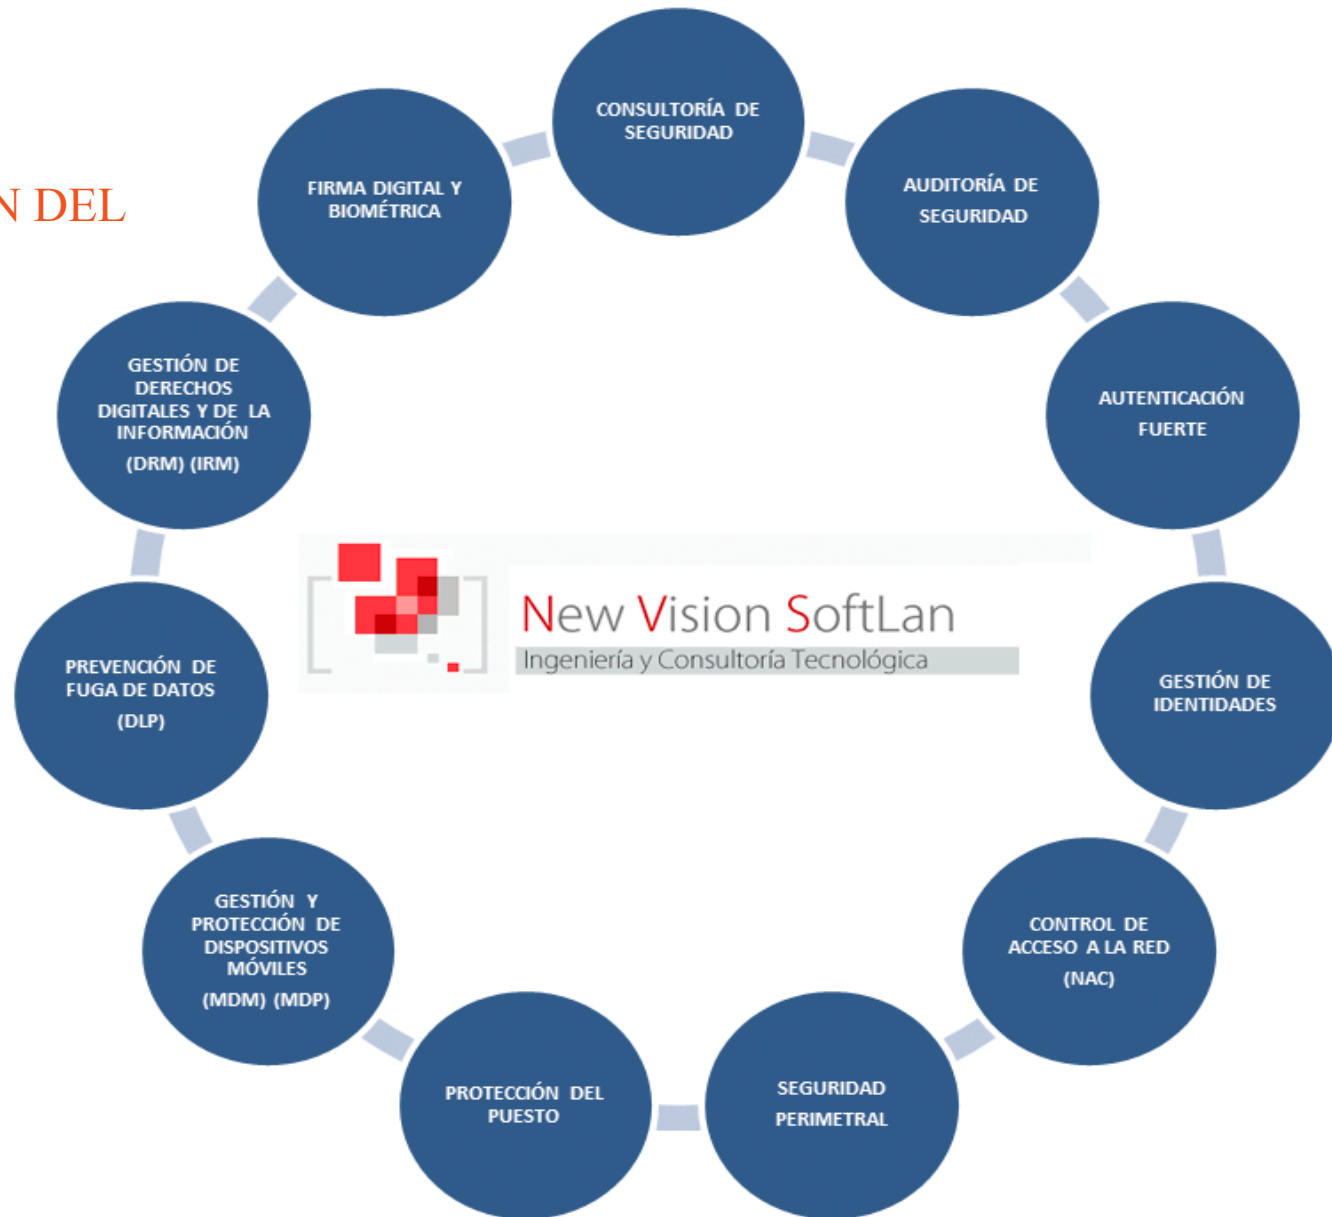 CONSULTORÍA DE
SEGURIDAD
AUDITORÍA DE
SEGURIDAD
AUTENTICACIÓN
FUERTE
GESTIÓN DE
IDENTIDADES
CONTROL DE
ACCESO A LA RED
(NAC)
SEGURIDAD
PERIMETRAL
PROTECCIÓN DEL
PUESTO
GESTIÓN Y
PROTECCIÓN DE
DISPOSITIVOS
MÓVILES
(MDM) (MDP)
PREVENCIÓN DE
FUGA DE DATOS
(DLP)
GESTIÓN DE
DERECHOS
DIGITALES Y DE LA
INFORMACIÓN
(DRM) (IRM)
FIRMA DIGITAL Y
BIOMÉTRICA
N DEL
New Vision SoftLan
Ingeniería y Consultoría Tecnológica